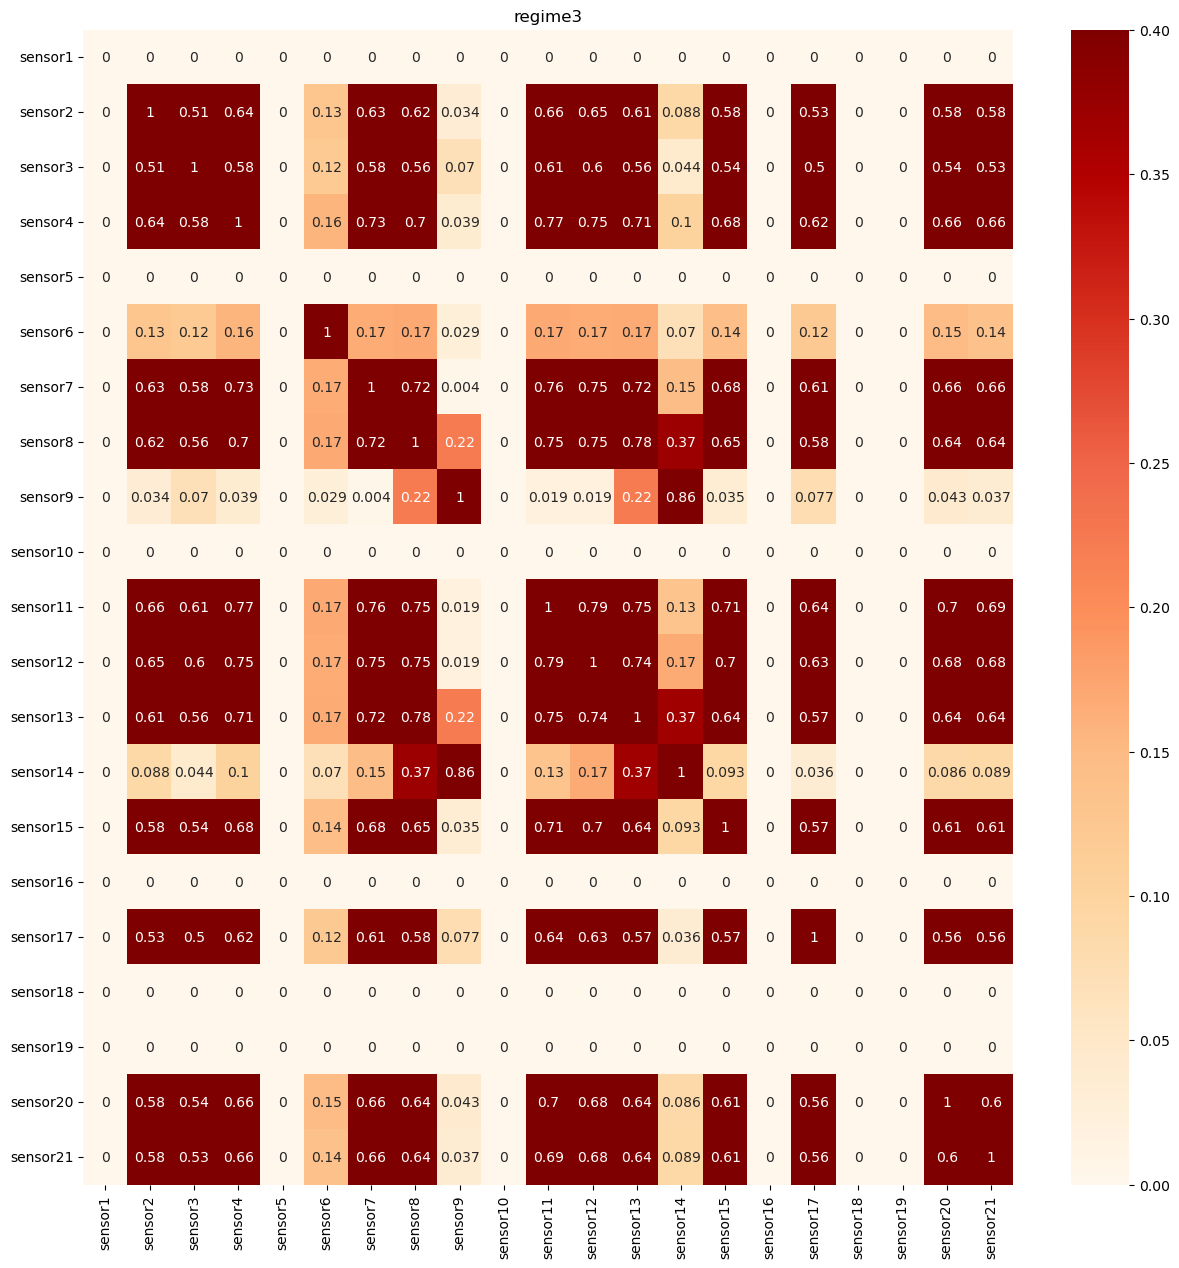 regime3
sensor1 0 0 0 0 0 0 0 0 0 0 0 0 0 0 0 0 0 0 0 0 0
sensor2 0 1 0.51 0.64 0 0.13 0.63 0.62 0.034 0 0.66 0.65 0.61 0.088 0.58 0 0.53 0 0 0.58 0.58
sensor3 0 0.51 1 0.58 0 0.12 0.58 0.56 0.07 0 0.61 0.6 0.56 0.044 0.54 0 0.5 0 0 0.54 0.53
sensor4 0 0.64 0.58 1 0 0.16 0.73 0.7 0.039 0 0.77 0.75 0.71 0.1 0.68 0 0.62 0 0 0.66 0.66
sensor5 0 0 0 0 0 0 0 0 0 0 0 0 0 0 0 0 0 0 0 0 0
sensor6 0 0.13 0.12 0.16 0 1 0.17 0.17 0.029 0 0.17 0.17 0.17 0.07 0.14 0 0.12 0 0 0.15 0.14
sensor7 0 0.63 0.58 0.73 0 0.17 1 0.72 0.004 0 0.76 0.75 0.72 0.15 0.68 0 0.61 0 0 0.66 0.66
sensor8 0 0.62 0.56 0.7 0 0.17 0.72 1 0.22 0 0.75 0.75 0.78 0.37 0.65 0 0.58 0 0 0.64 0.64
sensor9 0 0.034 0.07 0.039 0 0.029 0.004 0.22 1 0 0.019 0.019 0.22 0.86 0.035 0 0.077 0 0 0.043 0.037
sensor10 0 0 0 0 0 0 0 0 0 0 0 0 0 0 0 0 0 0 0 0 0
sensor11 0 0.66 0.61 0.77 0 0.17 0.76 0.75 0.019 0 1 0.79 0.75 0.13 0.71 0 0.64 0 0 0.7 0.69
sensor12 0 0.65 0.6 0.75 0 0.17 0.75 0.75 0.019 0 0.79 1 0.74 0.17 0.7 0 0.63 0 0 0.68 0.68
sensor13 0 0.61 0.56 0.71 0 0.17 0.72 0.78 0.22 0 0.75 0.74 1 0.37 0.64 0 0.57 0 0 0.64 0.64
sensor14 0 0.088 0.044 0.1 0 0.07 0.15 0.37 0.86 0 0.13 0.17 0.37 1 0.093 0 0.036 0 0 0.086 0.089
sensor15 0 0.58 0.54 0.68 0 0.14 0.68 0.65 0.035 0 0.71 0.7 0.64 0.093 1 0 0.57 0 0 0.61 0.61
sensor16 0 0 0 0 0 0 0 0 0 0 0 0 0 0 0 0 0 0 0 0 0
sensor17 0 0.53 0.5 0.62 0 0.12 0.61 0.58 0.077 0 0.64 0.63 0.57 0.036 0.57 0 1 0 0 0.56 0.56
sensor18 0 0 0 0 0 0 0 0 0 0 0 0 0 0 0 0 0 0 0 0 0
sensor19 0 0 0 0 0 0 0 0 0 0 0 0 0 0 0 0 0 0 0 0 0
sensor20 0 0.58 0.54 0.66 0 0.15 0.66 0.64 0.043 0 0.7 0.68 0.64 0.086 0.61 0 0.56 0 0 1 0.6
sensor21 0 0.58 0.53 0.66 0 0.14 0.66 0.64 0.037 0 0.69 0.68 0.64 0.089 0.61 0 0.56 0 0 0.6 1
sensor1 sensor2 sensor3 sensor4 sensor5 sensor6 sensor7 sensor8 sensor9 sensor10 sensor11 sensor12 sensor13 sensor14 sensor15 sensor16 sensor17 sensor18 sensor19 sensor20 sensor21
0.40
0.35
0.30
0.25
0.20
0.15
0.10
0.05
0.00